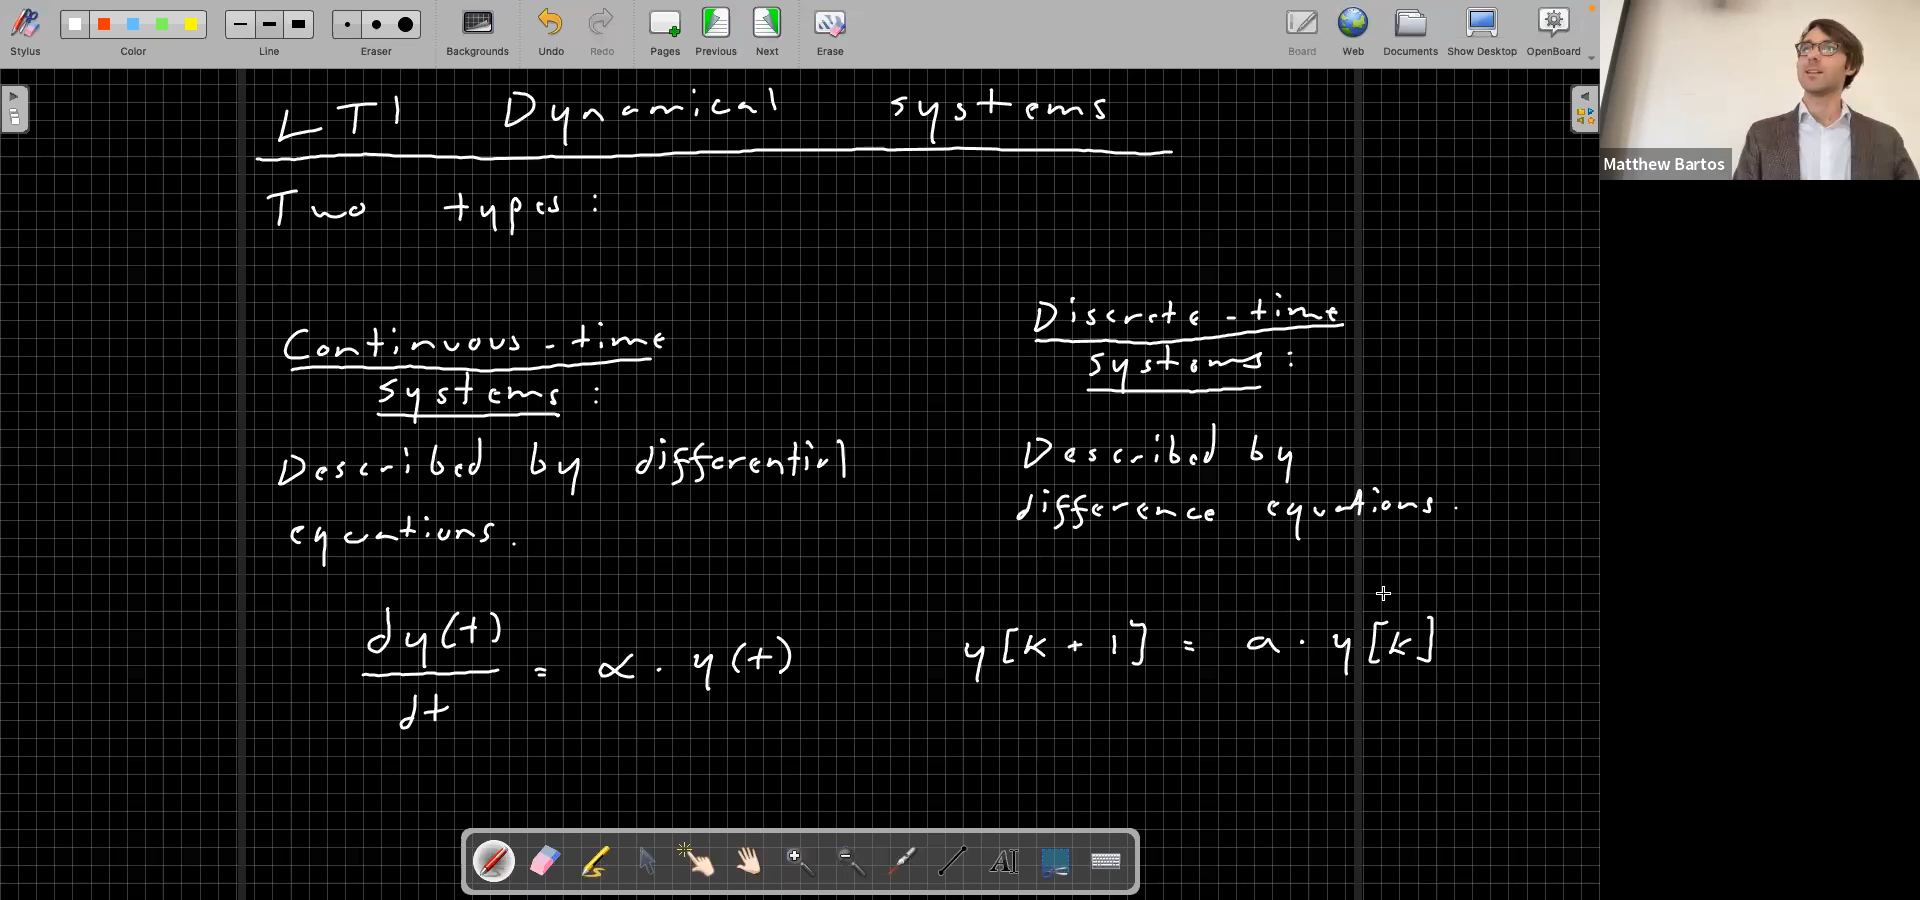 Stylus Color Line Eraser Backgrounds Undo Redo Pages Previous Next Erase Board Web Documents Show Desktop OpenBoard
Matthew Bartos
LTI Dynamical systems
Two types:
Continuous-time
systems:
Described by differential
equations.
dy(t)
dt
= α · y(t)
Discrete-time
systems:
Described by
difference equations.
y[k + 1] = a · y[k]
AI